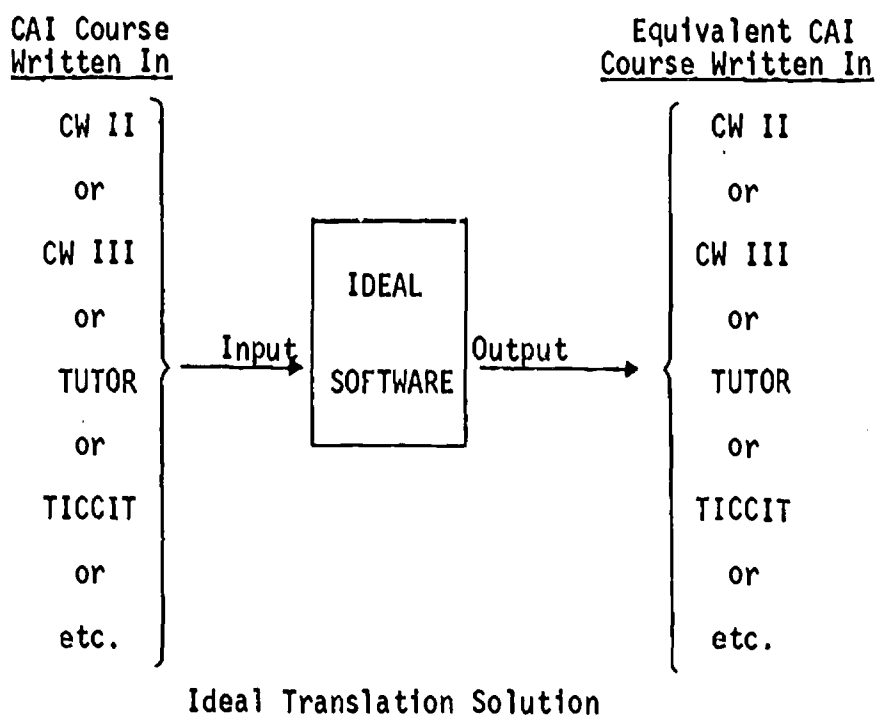 CAI Course
Written In
CW II
or
CW III
or
TUTOR
or
TICCIT
or
etc.
Input
IDEAL
SOFTWARE
Output
Equivalent CAI
Course Written In
CW II
or
CW III
or
TUTOR
or
TICCIT
or
etc.
Ideal Translation Solution